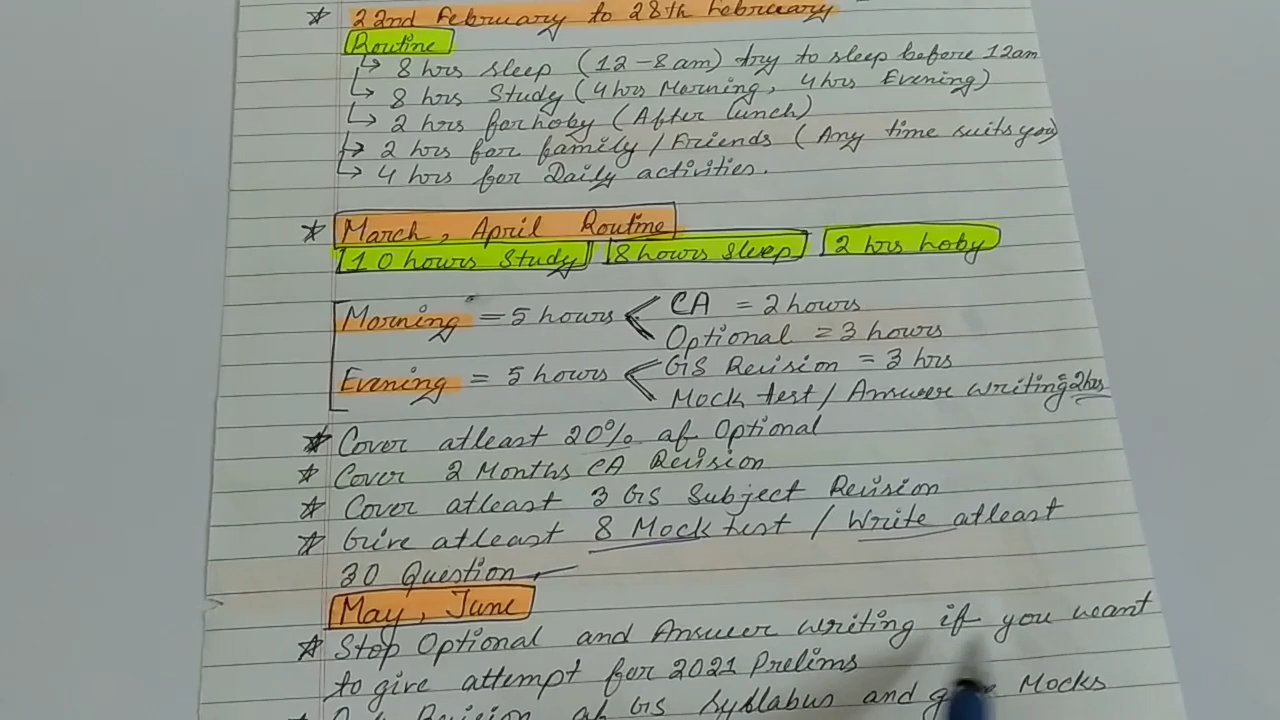 * 22nd February to 28th February
Routine
↳ 8 hrs sleep (12-8am) try to sleep before 12am
↳ 8 hrs Study (4hrs Morning, 4hrs Evening)
↳ 2 hrs for hoby (After lunch)
↳ 2 hrs for family/Friends (Any time suits you)
↳ 4 hrs for Daily activities.
* March, April Routine
10 hours Study 8 hours Sleep 2 hrs hoby
Morning = 5 hours < CA = 2 hours
Optional = 3 hours
Evening = 5 hours < GS Revision = 3 hrs
Mock test / Answer writing=2hrs
* Cover atleast 20% of Optional
* Cover 2 Months CA Revision
* Cover atleast 3 GS Subject Revision
* Give atleast 8 Mock test / Write atleast
30 Question
May, June
* Stop Optional and Answer writing if you want
to give attempt for 2021 Prelims
Revision of GS Syllabus and Mocks